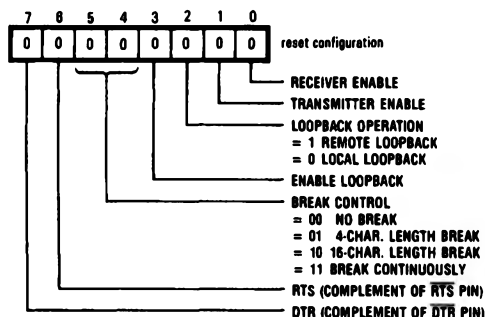 7 6 5 4 3 2 1 0
0 0 0 0 0 0 0 0 reset configuration
RECEIVER ENABLE
TRANSMITTER ENABLE
LOOPBACK OPERATION
= 1 REMOTE LOOPBACK
= 0 LOCAL LOOPBACK
ENABLE LOOPBACK
BREAK CONTROL
= 00 NO BREAK
= 01 4-CHAR. LENGTH BREAK
= 10 16-CHAR. LENGTH BREAK
= 11 BREAK CONTINUOUSLY
RTS (COMPLEMENT OF R̅T̅S̅ PIN)
DTR (COMPLEMENT OF D̅T̅R̅ PIN)